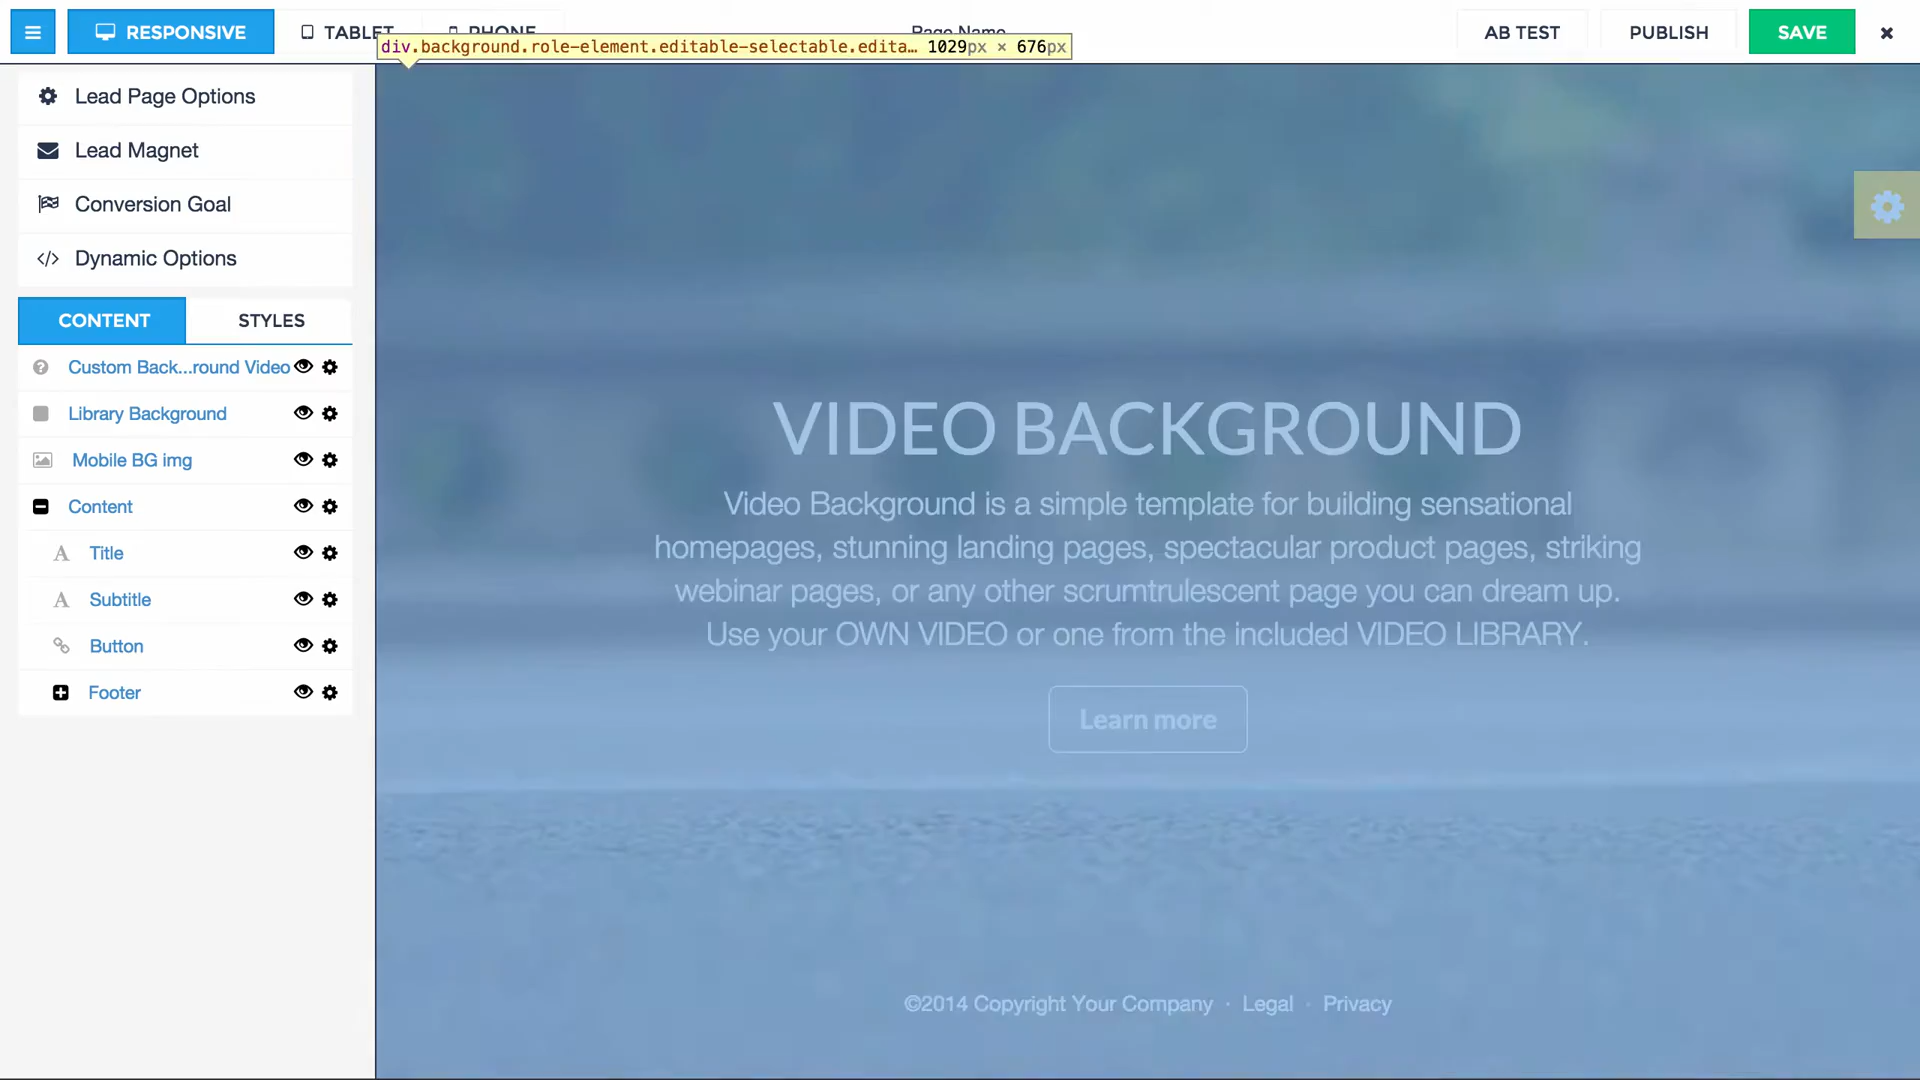 RESPONSIVE
TABLET
PHONE
Page Name
AB TEST
PUBLISH
SAVE
div.background.role-element.editable-selectable.edita... 1029px × 676px
Lead Page Options
Lead Magnet
Conversion Goal
Dynamic Options
CONTENT
STYLES
Custom Back...round Video
Library Background
Mobile BG img
Content
Title
Subtitle
Button
Footer
VIDEO BACKGROUND
Video Background is a simple template for building sensational
homepages, stunning landing pages, spectacular product pages, striking
webinar pages, or any other scrumtrulescent page you can dream up.
Use your OWN VIDEO or one from the included VIDEO LIBRARY.
Learn more
©2014 Copyright Your Company · Legal · Privacy